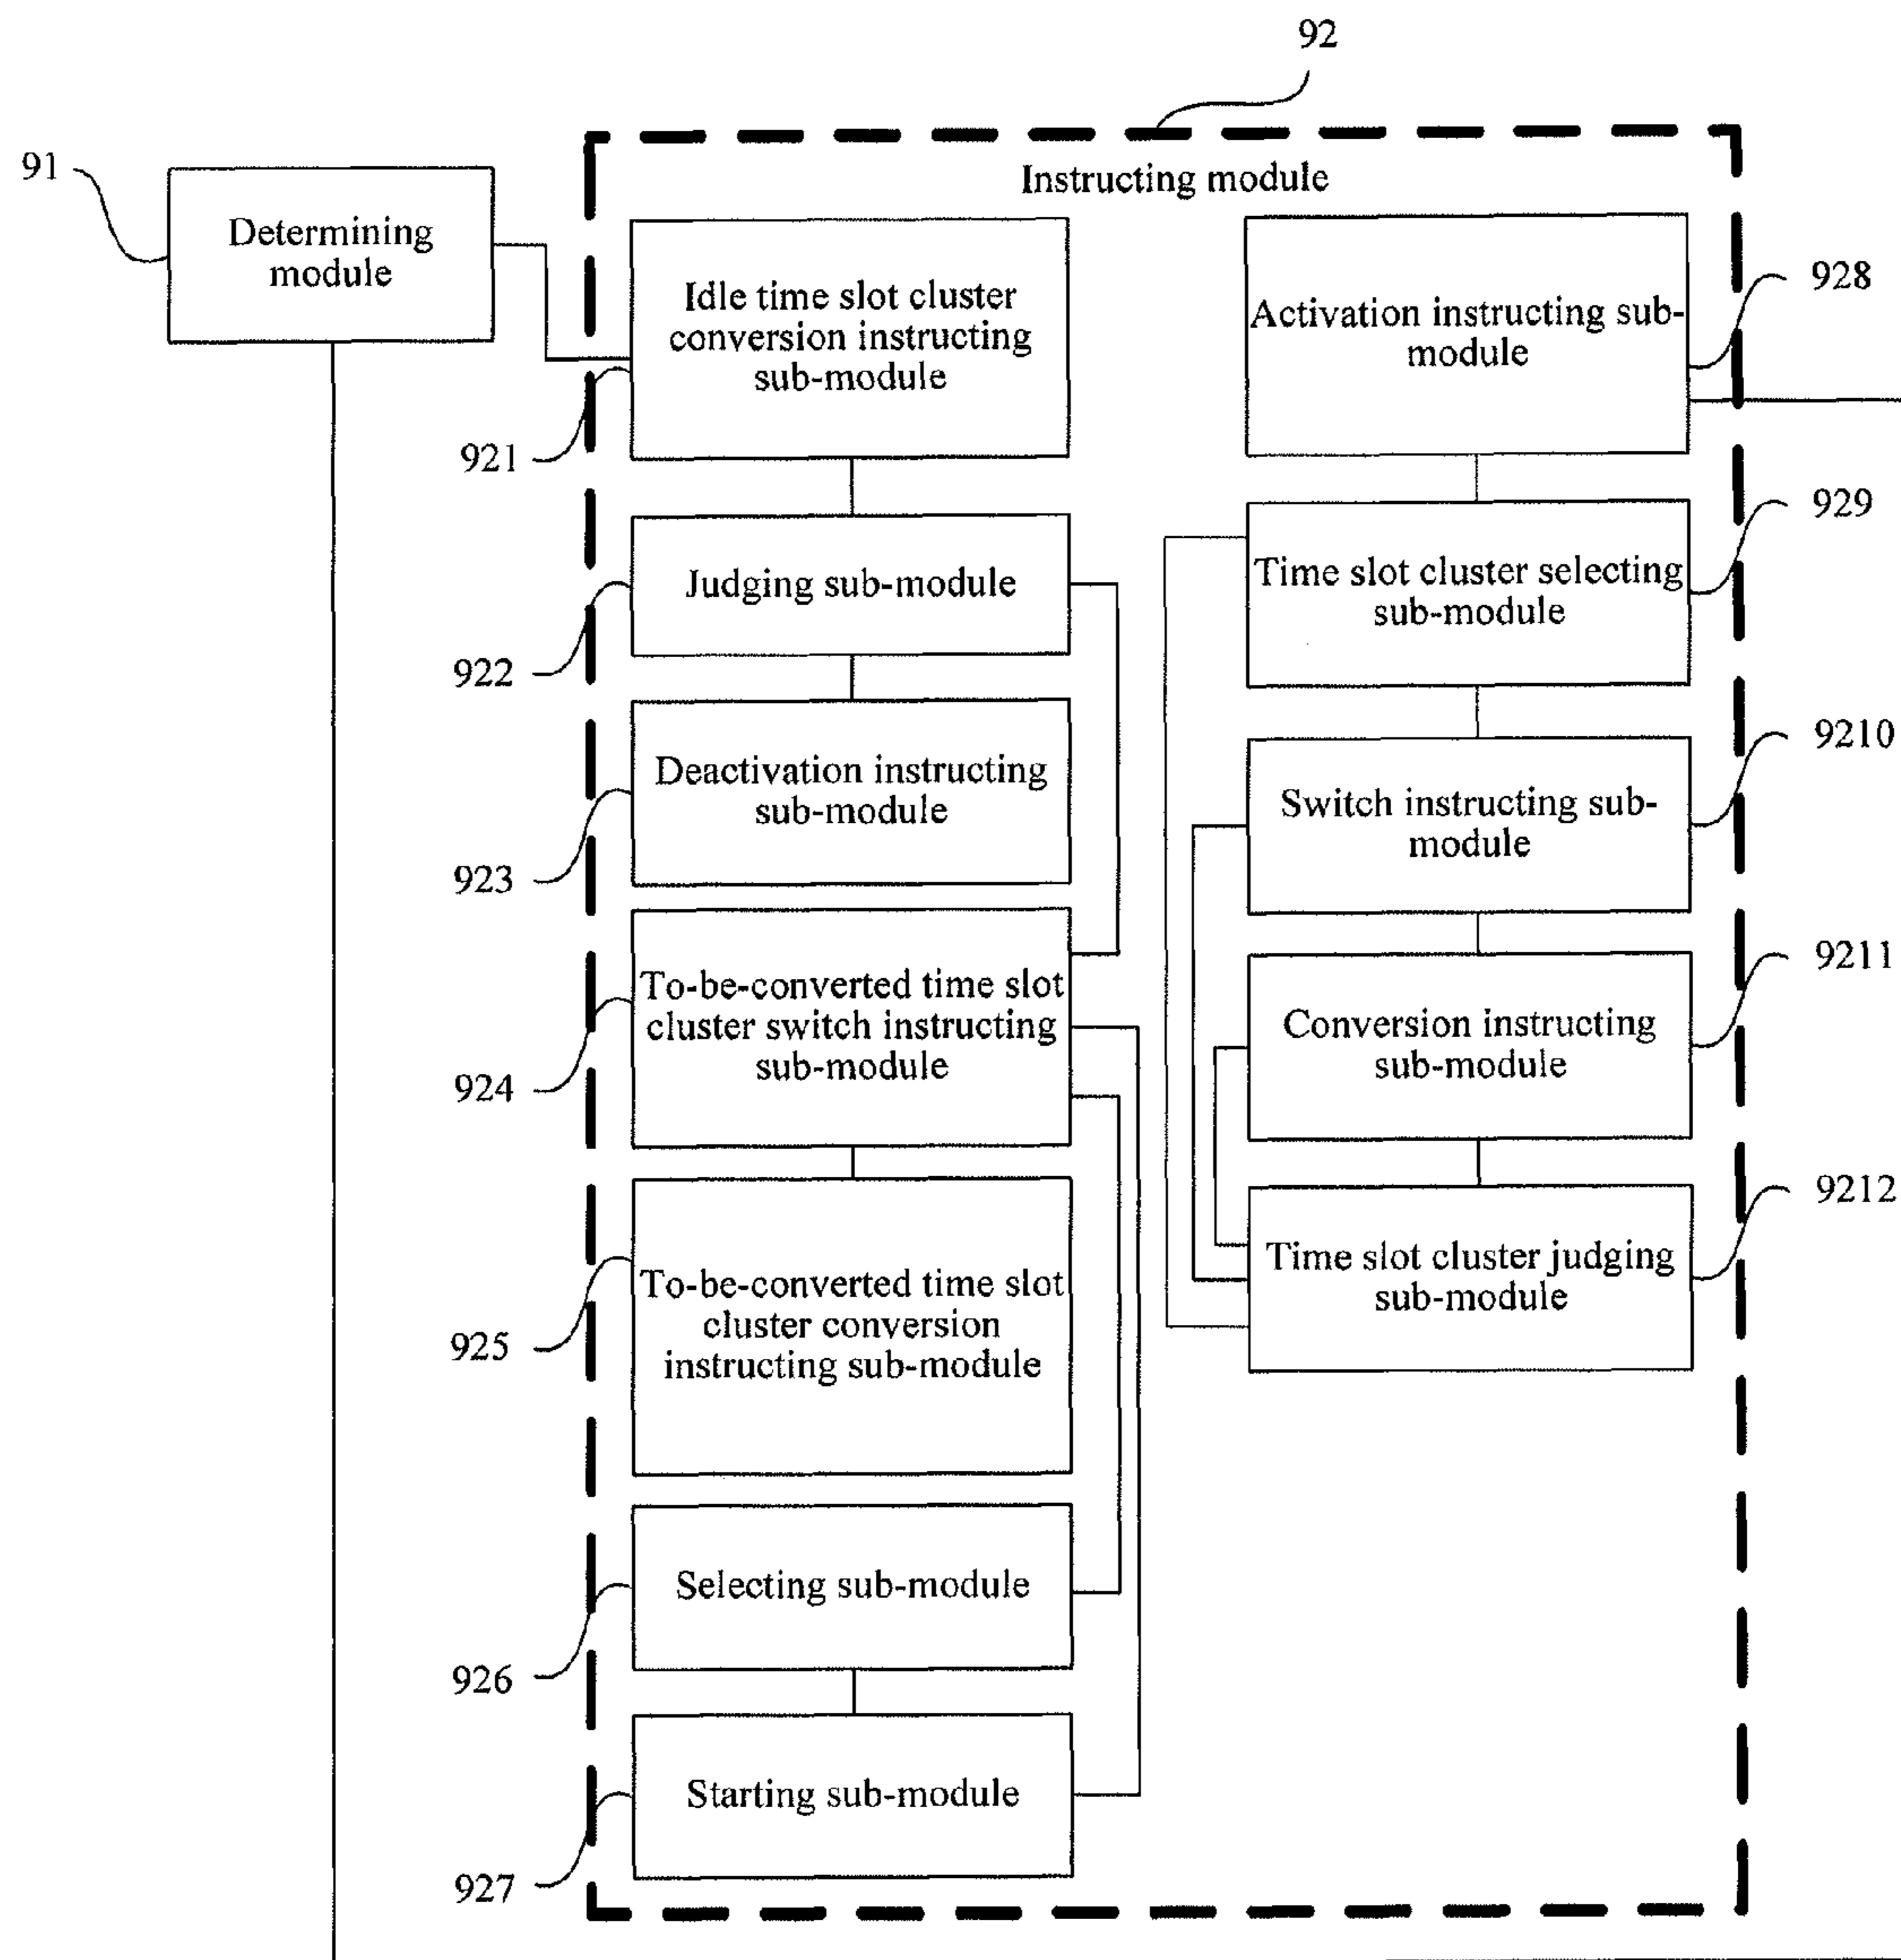 92
91
Determining
module
Instructing module
Idle time slot cluster
conversion instructing
sub-module
921
Judging sub-module
922
Deactivation instructing
sub-module
923
To-be-converted time slot
cluster switch instructing
sub-module
924
To-be-converted time slot
cluster conversion
instructing sub-module
925
Selecting sub-module
926
Starting sub-module
927
Activation instructing sub-
module
928
Time slot cluster selecting
sub-module
929
Switch instructing sub-
module
9210
Conversion instructing
sub-module
9211
Time slot cluster judging
sub-module
9212